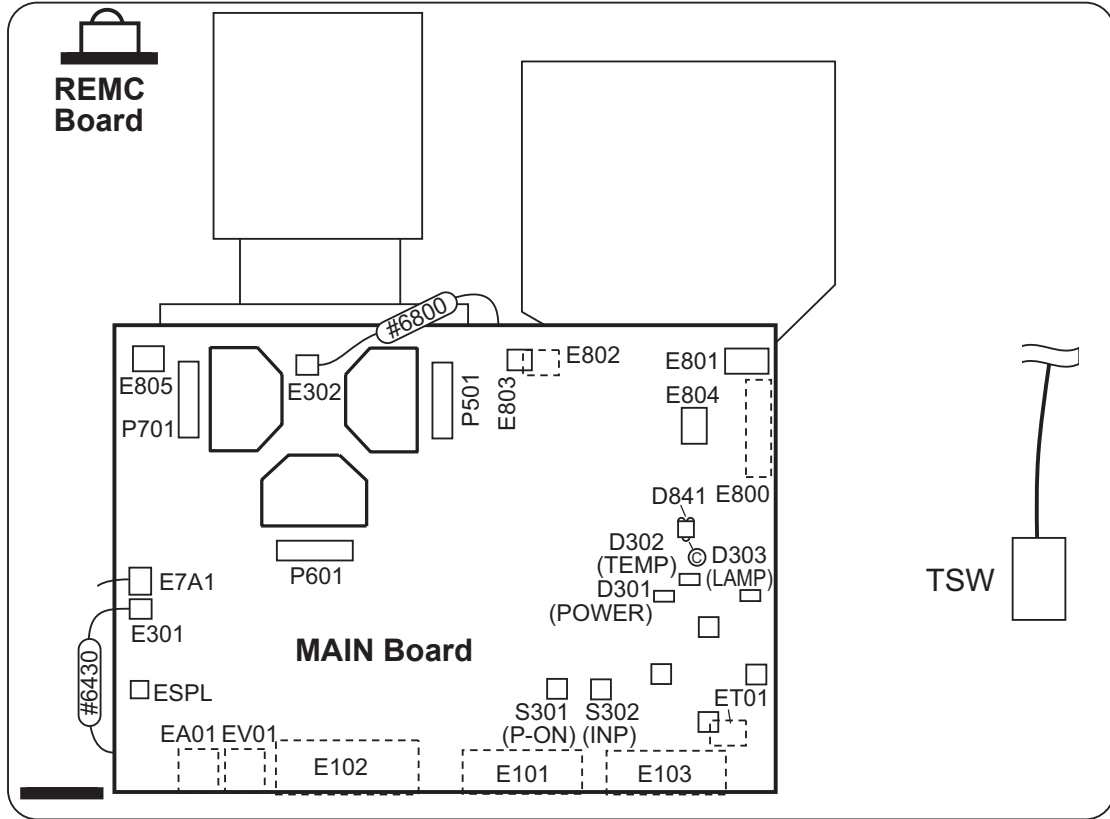 REMC
Board
#6800
E805
E302
E802
E801
P701
P501
E803
E804
D841
E800
D302
(TEMP)
©
D303
(LAMP)
D301
(POWER)
P601
E7A1
E301
TSW
MAIN Board
#6430
ESPL
S301
(P-ON)
S302
(INP)
ET01
EA01
EV01
E102
E101
E103